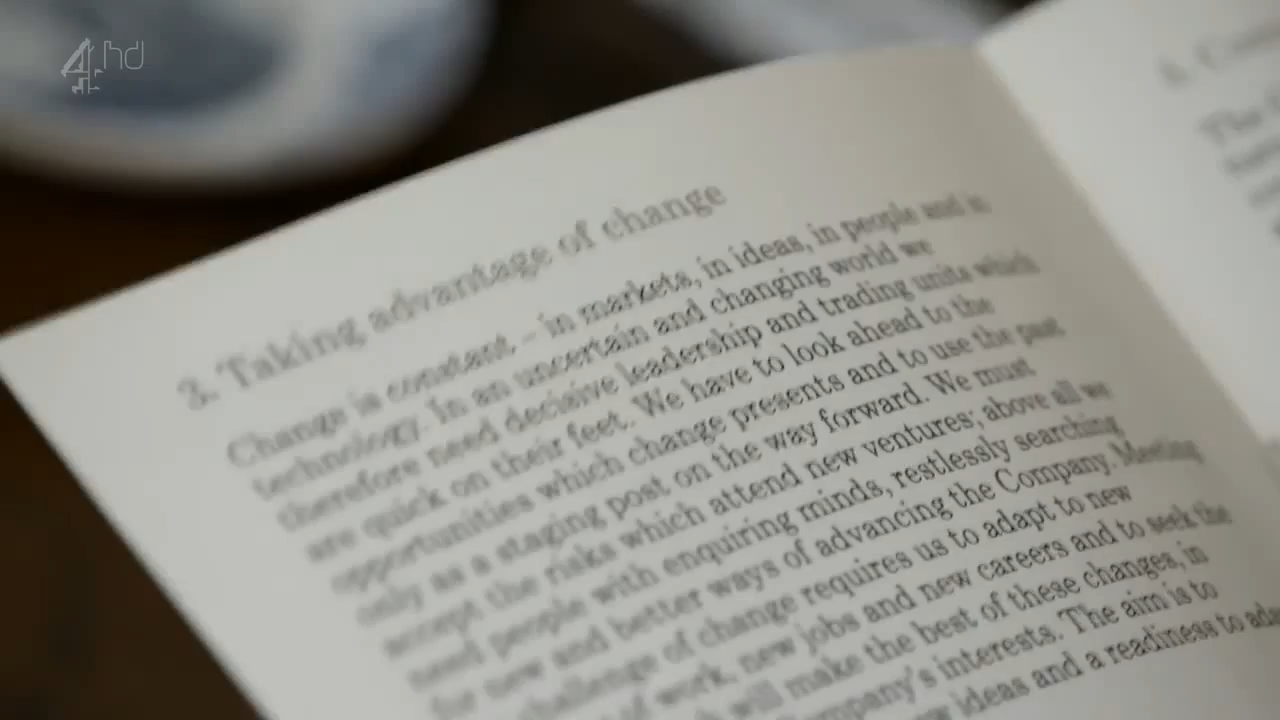 4hd
3. Taking advantage of change
Change is constant – in markets, in ideas, in people and in
technology. In an uncertain and changing world we
therefore need decisive leadership and trading units which
are quick on their feet. We have to look ahead to the
opportunities which change presents and to use the past
only as a staging post on the way forward. We must
accept the risks which attend new ventures; above all we
need people with enquiring minds, restlessly searching
for new and better ways of advancing the Company. Meeting
challenge of change requires us to adapt to new
of work, new jobs and new careers and to seek the
will make the best of these changes, in
Company's interests. The aim is to
ideas and a readiness to
The